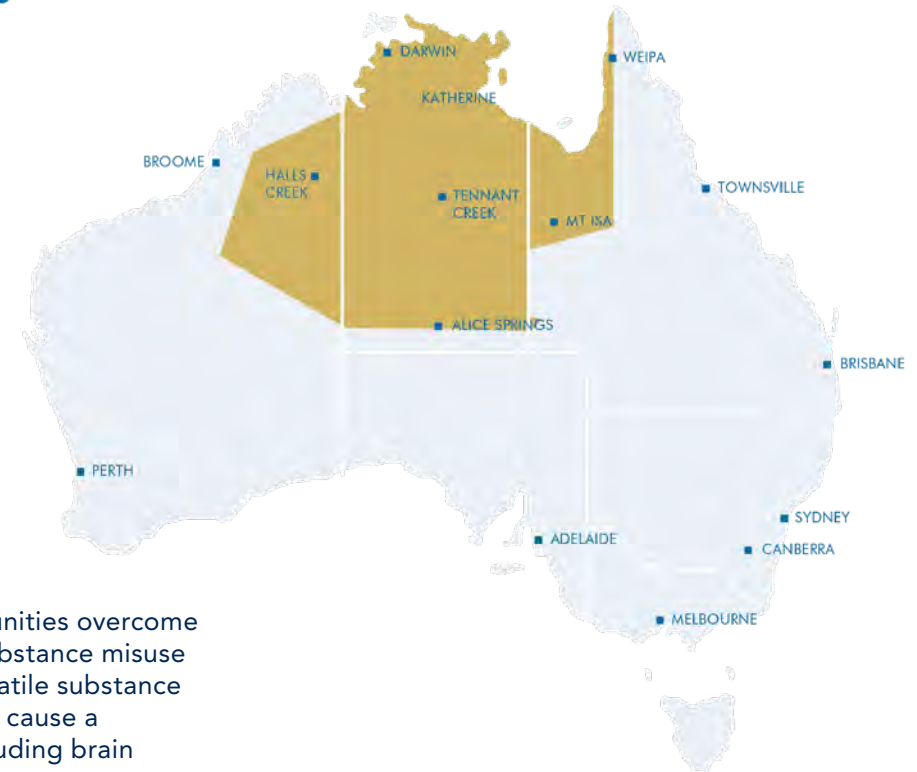 DARWIN
WEIPA
KATHERINE
BROOME
HALLS
CREEK
TENNANT
CREEK
TOWNSVILLE
MT ISA
ALICE SPRINGS
BRISBANE
PERTH
SYDNEY
ADELAIDE
CANBERRA
MELBOURNE
unities overcome
bstance misuse
atile substance
cause a
uding brain